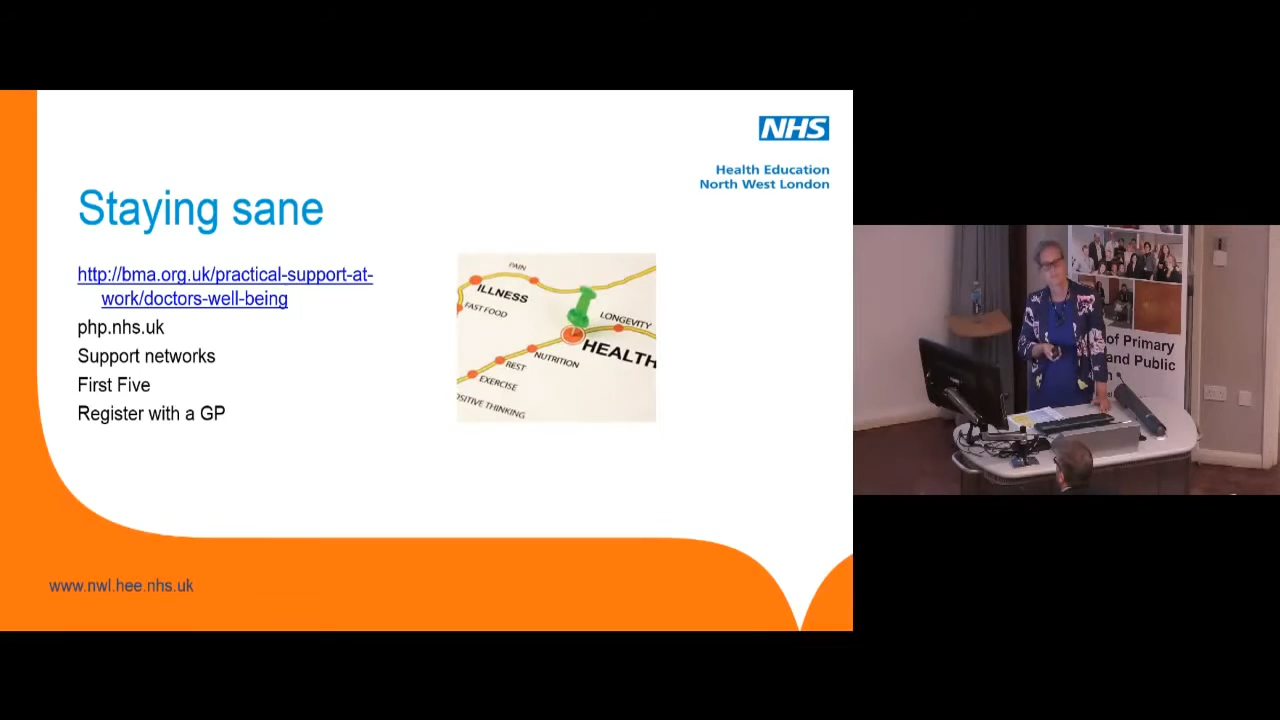 NHS
Health Education
North West London
Staying sane
http://bma.org.uk/practical-support-at-
work/doctors-well-being
php.nhs.uk
Support networks
First Five
Register with a GP
PAIN
ILLNESS
FAST FOOD
LONGEVITY
HEALTH
NUTRITION
REST
EXERCISE
OSITIVE THINKING
www.nwl.hee.nhs.uk
of Primary
and Public